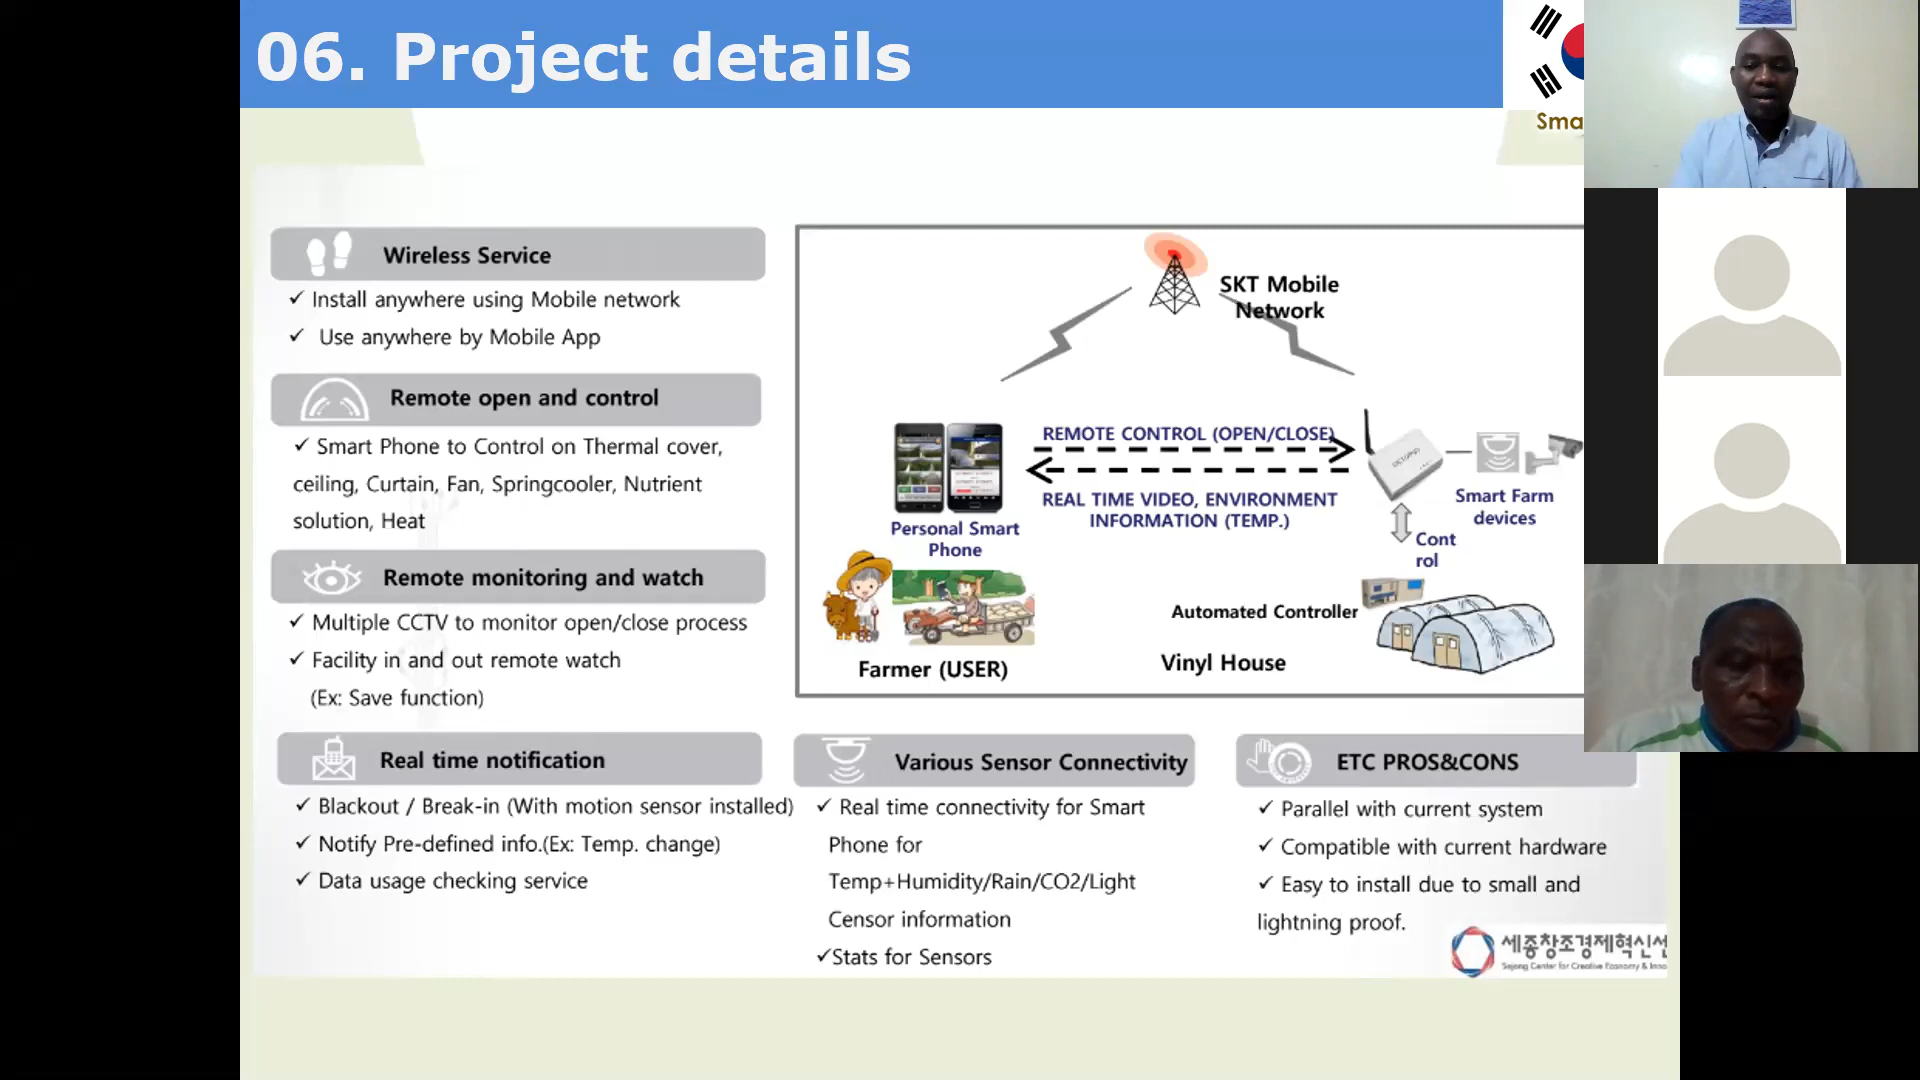 06. Project details
Wireless Service
✓ Install anywhere using Mobile network
✓ Use anywhere by Mobile App
Remote open and control
✓ Smart Phone to Control on Thermal cover,
ceiling, Curtain, Fan, Springcooler, Nutrient
solution, Heat
Remote monitoring and watch
✓ Multiple CCTV to monitor open/close process
✓ Facility in and out remote watch
(Ex: Save function)
Real time notification
✓ Blackout / Break-in (With motion sensor installed)
✓ Notify Pre-defined info.(Ex: Temp. change)
✓ Data usage checking service
SKT Mobile
Network
REMOTE CONTROL (OPEN/CLOSE)
REAL TIME VIDEO, ENVIRONMENT
INFORMATION (TEMP.)
Personal Smart
Phone
Smart Farm
devices
Cont
rol
Automated Controller
Farmer (USER)
Vinyl House
Various Sensor Connectivity
✓ Real time connectivity for Smart
Phone for
Temp+Humidity/Rain/CO2/Light
Censor information
✓Stats for Sensors
ETC PROS&CONS
✓ Parallel with current system
✓ Compatible with current hardware
✓ Easy to install due to small and
lightning proof.
세종창조경제혁신센
Sejong Center for Creative Economy & Inno
Sma